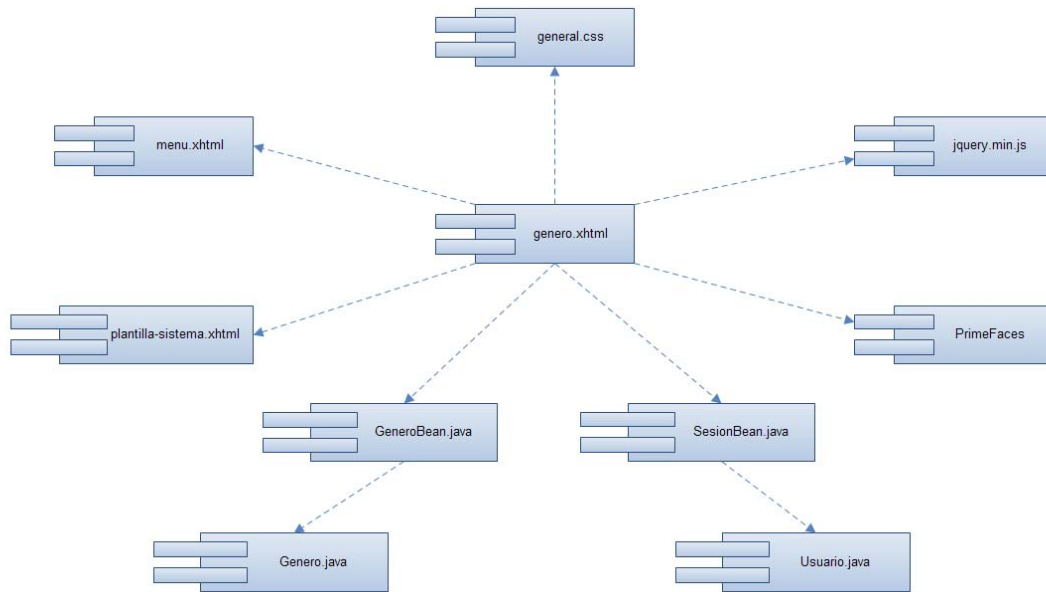 general.css
menu.xhtml
jquery.min.js
genero.xhtml
plantilla-sistema.xhtml
PrimeFaces
GeneroBean.java
SesionBean.java
Genero.java
Usuario.java